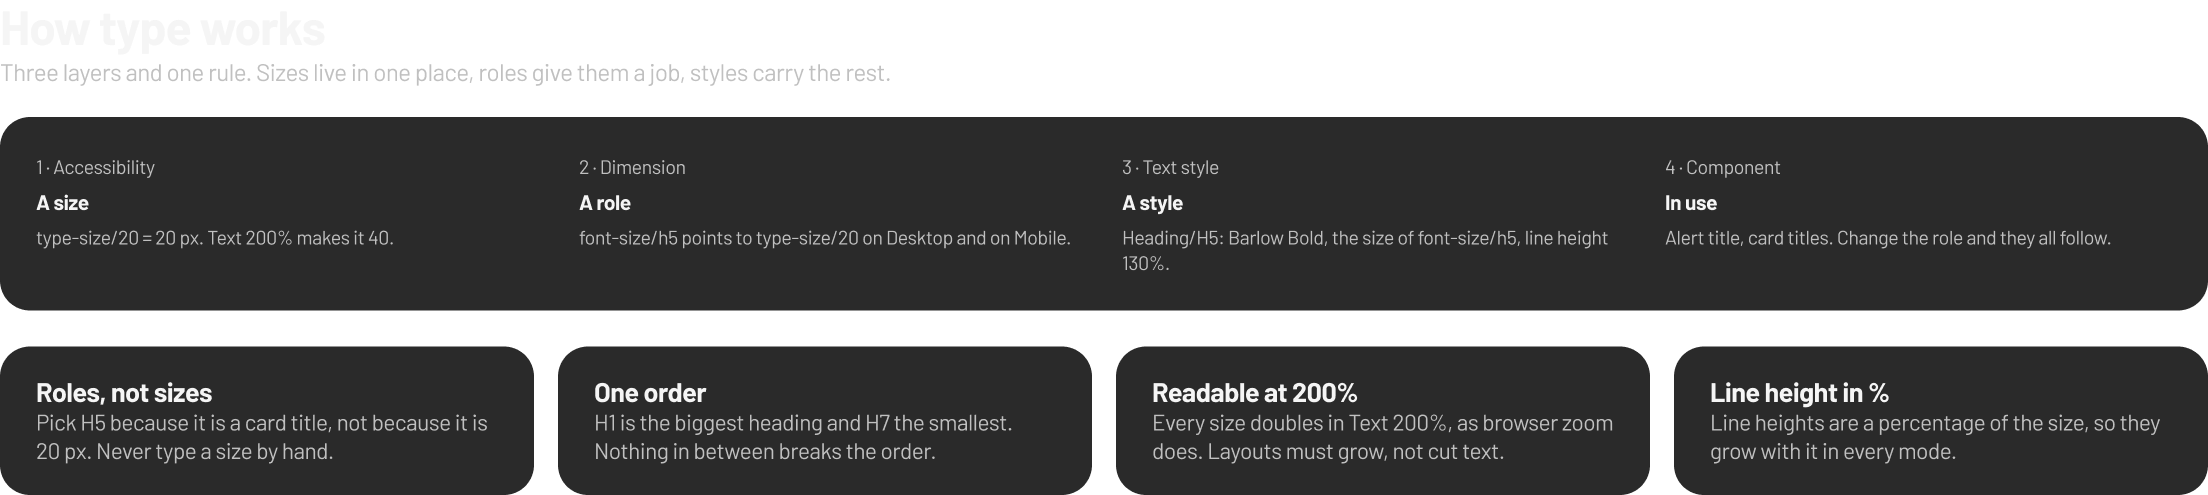 How type works
Three layers and one rule. Sizes live in one place, roles give them a job, styles carry the rest.
1 · Accessibility
A size
type-size/20 = 20 px. Text 200% makes it 40.
2 · Dimension
A role
font-size/h5 points to type-size/20 on Desktop and on Mobile.
3 · Text style
A style
Heading/H5: Barlow Bold, the size of font-size/h5, line height
130%.
4 · Component
In use
Alert title, card titles. Change the role and they all follow.
Roles, not sizes
Pick H5 because it is a card title, not because it is
20 px. Never type a size by hand.
One order
H1 is the biggest heading and H7 the smallest.
Nothing in between breaks the order.
Readable at 200%
Every size doubles in Text 200%, as browser zoom
does. Layouts must grow, not cut text.
Line height in %
Line heights are a percentage of the size, so they
grow with it in every mode.